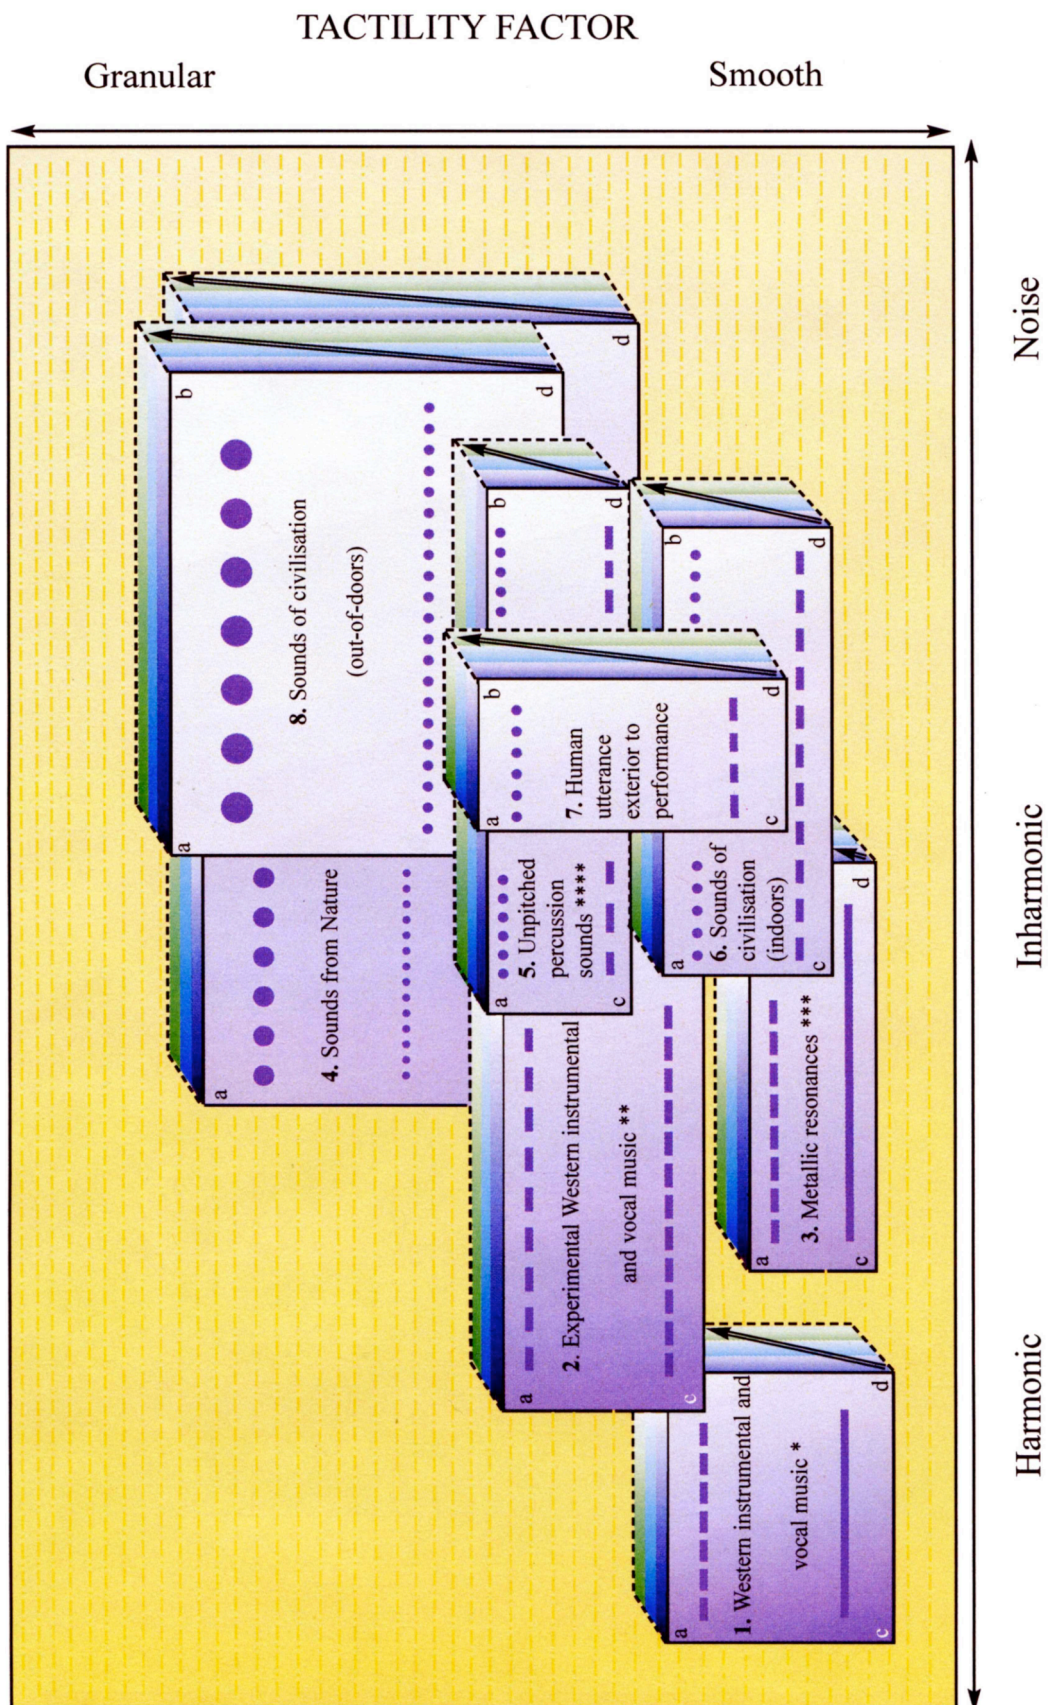 TACTILITY FACTOR
Granular
Smooth
Noise
Inharmonic
Harmonic
b
d
d
8. Sounds of civilisation
(out-of-doors)
a
4. Sounds from Nature
a
b
d
5. Unpitched
percussion
sounds ****
a
c
b
d
7. Human
utterance
exterior to
performance
a
c
b
d
6. Sounds of
civilisation
(indoors)
a
c
2. Experimental Western instrumental
and vocal music **
a
c
d
3. Metallic resonances ***
a
c
d
1. Western instrumental and
vocal music *
a
c